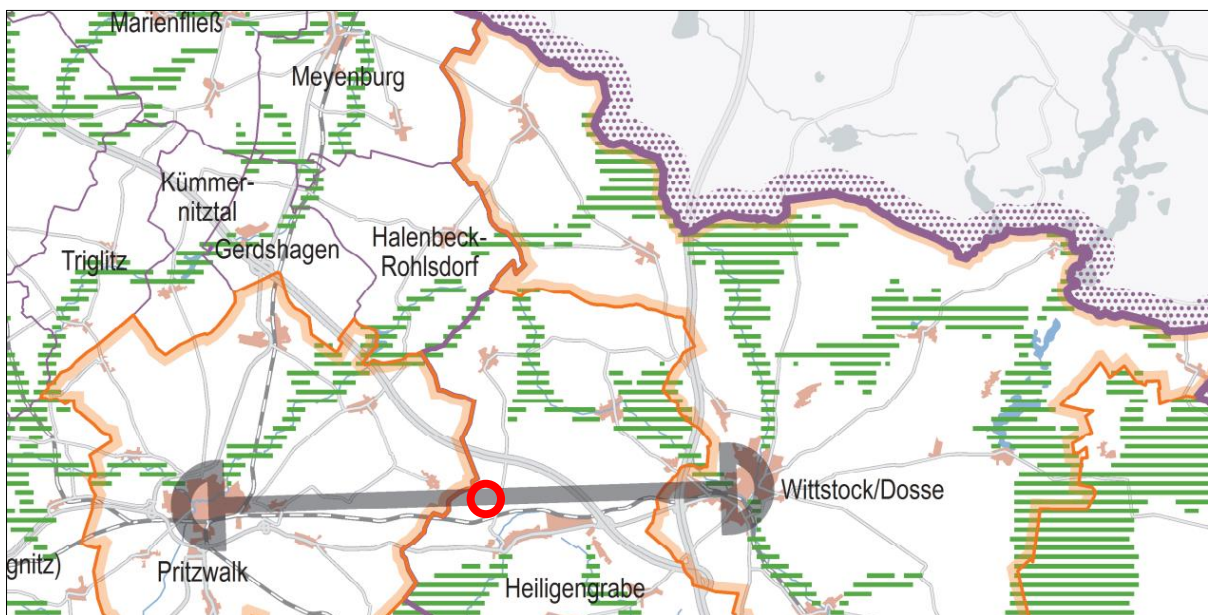 Marienfließ
Meyenburg
Kümmer-
nitztal
Gerdshagen
Halenbeck-
Rohlsdorf
Triglitz
Wittstock/Dosse
gnitz)
Pritzwalk
Heiligengrabe